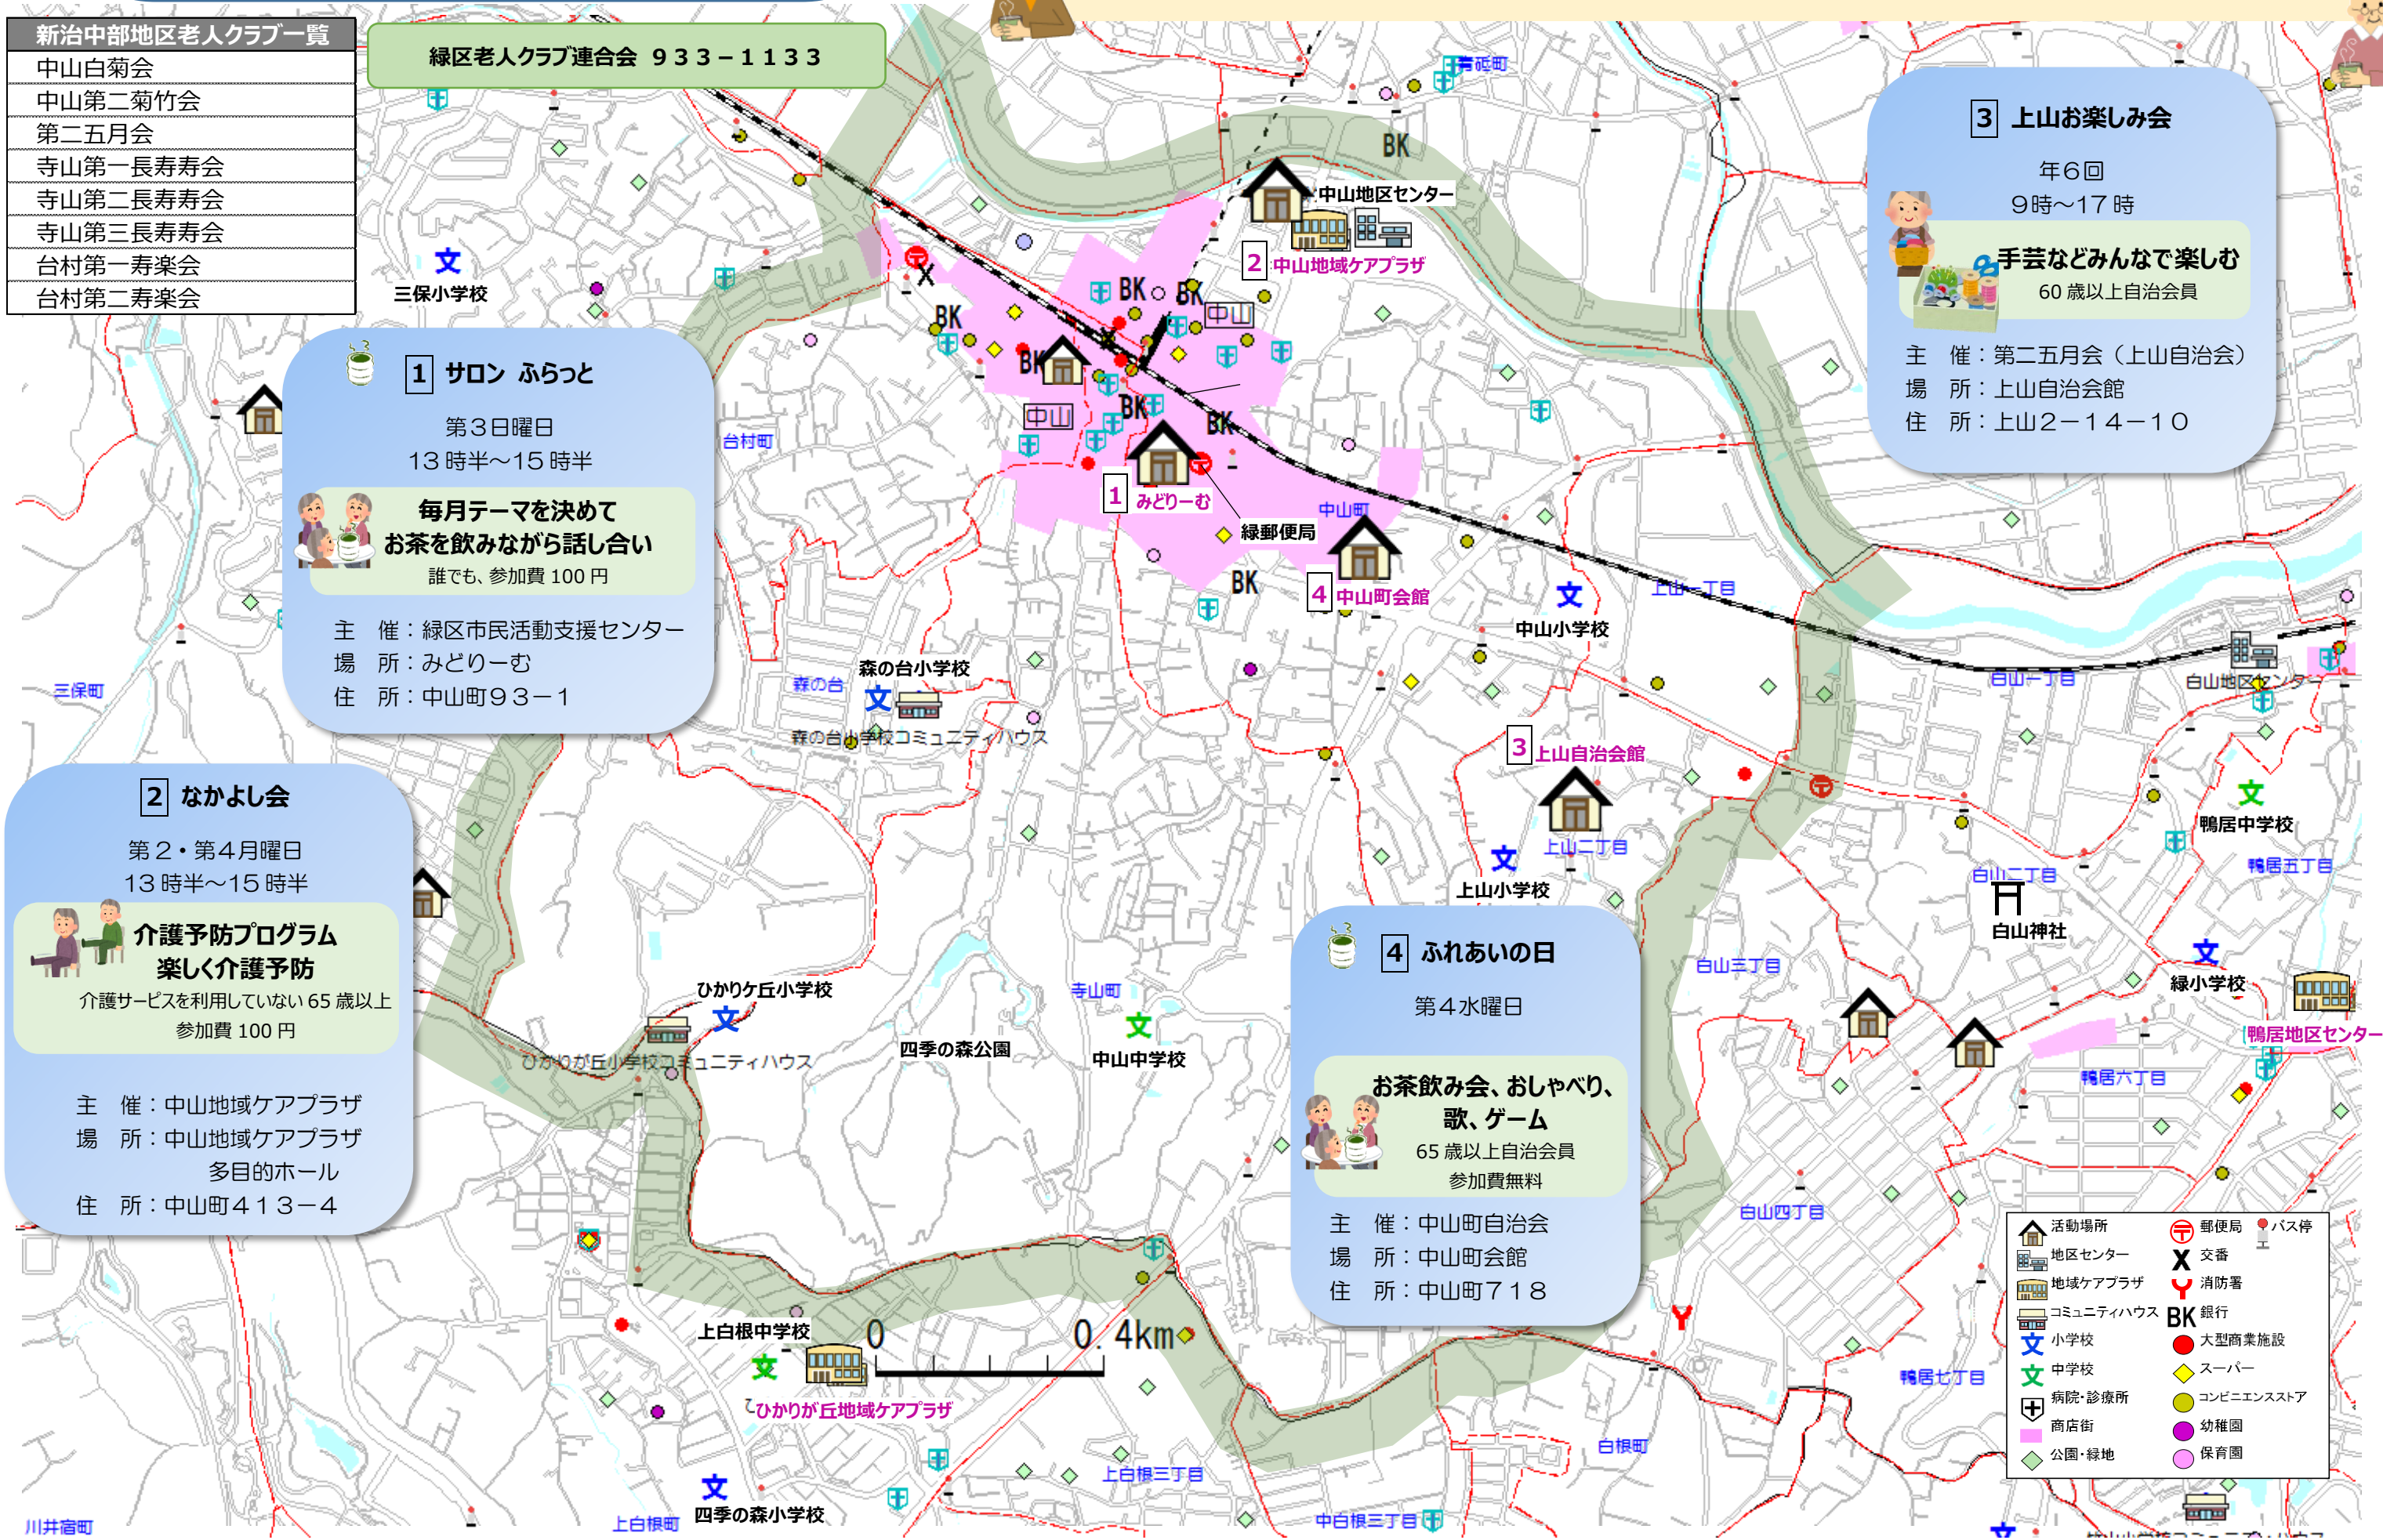 新治中部地区老人クラブ一覧
中山白菊会
中山第二菊竹会
第二五月会
寺山第一長寿寿会
寺山第二長寿寿会
寺山第三長寿寿会
台村第一寿楽会
台村第二寿楽会
緑区老人クラブ連合会 ９３３－１１３３
3 上山お楽しみ会
年６回
９時～１７時
手芸などみんなで楽しむ
60 歳以上自治会員
主　催：第二五月会（上山自治会）
場　所：上山自治会館
住　所：上山２－１４－１０
1 サロン ふらっと
第３日曜日
１３時半～１５時半
毎月テーマを決めて
お茶を飲みながら話し合い
誰でも、参加費 100 円
主　催：緑区市民活動支援センター
場　所：みどりーむ
住　所：中山町９３－１
2 なかよし会
第２・第４月曜日
１３時半～１５時半
介護予防プログラム
楽しく介護予防
介護サービスを利用していない 65 歳以上
参加費 100 円
主　催：中山地域ケアプラザ
場　所：中山地域ケアプラザ
多目的ホール
住　所：中山町４１３－４
4 ふれあいの日
第４水曜日
お茶飲み会、おしゃべり、
歌、ゲーム
65 歳以上自治会員
参加費無料
主　催：中山町自治会
場　所：中山町会館
住　所：中山町７１８
青砥町
BK
中山地区センター
2 中山地域ケアプラザ
三保小学校
BK
BK
BK
中山
BK
中山
BK
BK
台村町
1 みどりーむ
緑郵便局
中山町
BK
4 中山町会館
上山一丁目
中山小学校
森の台小学校
森の台
森の台小学校コミュニティハウス
三保町
白山一丁目
白山地区センター
3 上山自治会館
上山二丁目
上山小学校
鴨居中学校
鴨居五丁目
白山二丁目
白山神社
白山三丁目
緑小学校
鴨居地区センター
鴨居六丁目
ひかりケ丘小学校
ひかりが丘小学校コミュニティハウス
四季の森公園
寺山町
中山中学校
白山四丁目
上白根中学校
0 0.4km
ひかりが丘地域ケアプラザ
鴨居七丁目
白根町
上白根三丁目
中白根三丁目
四季の森小学校
上白根町
川井宿町
活動場所
地区センター
地域ケアプラザ
コミュニティハウス
文 小学校
文 中学校
病院・診療所
商店街
公園・緑地
郵便局
バス停
交番
消防署
BK 銀行
大型商業施設
スーパー
コンビニエンスストア
幼稚園
保育園